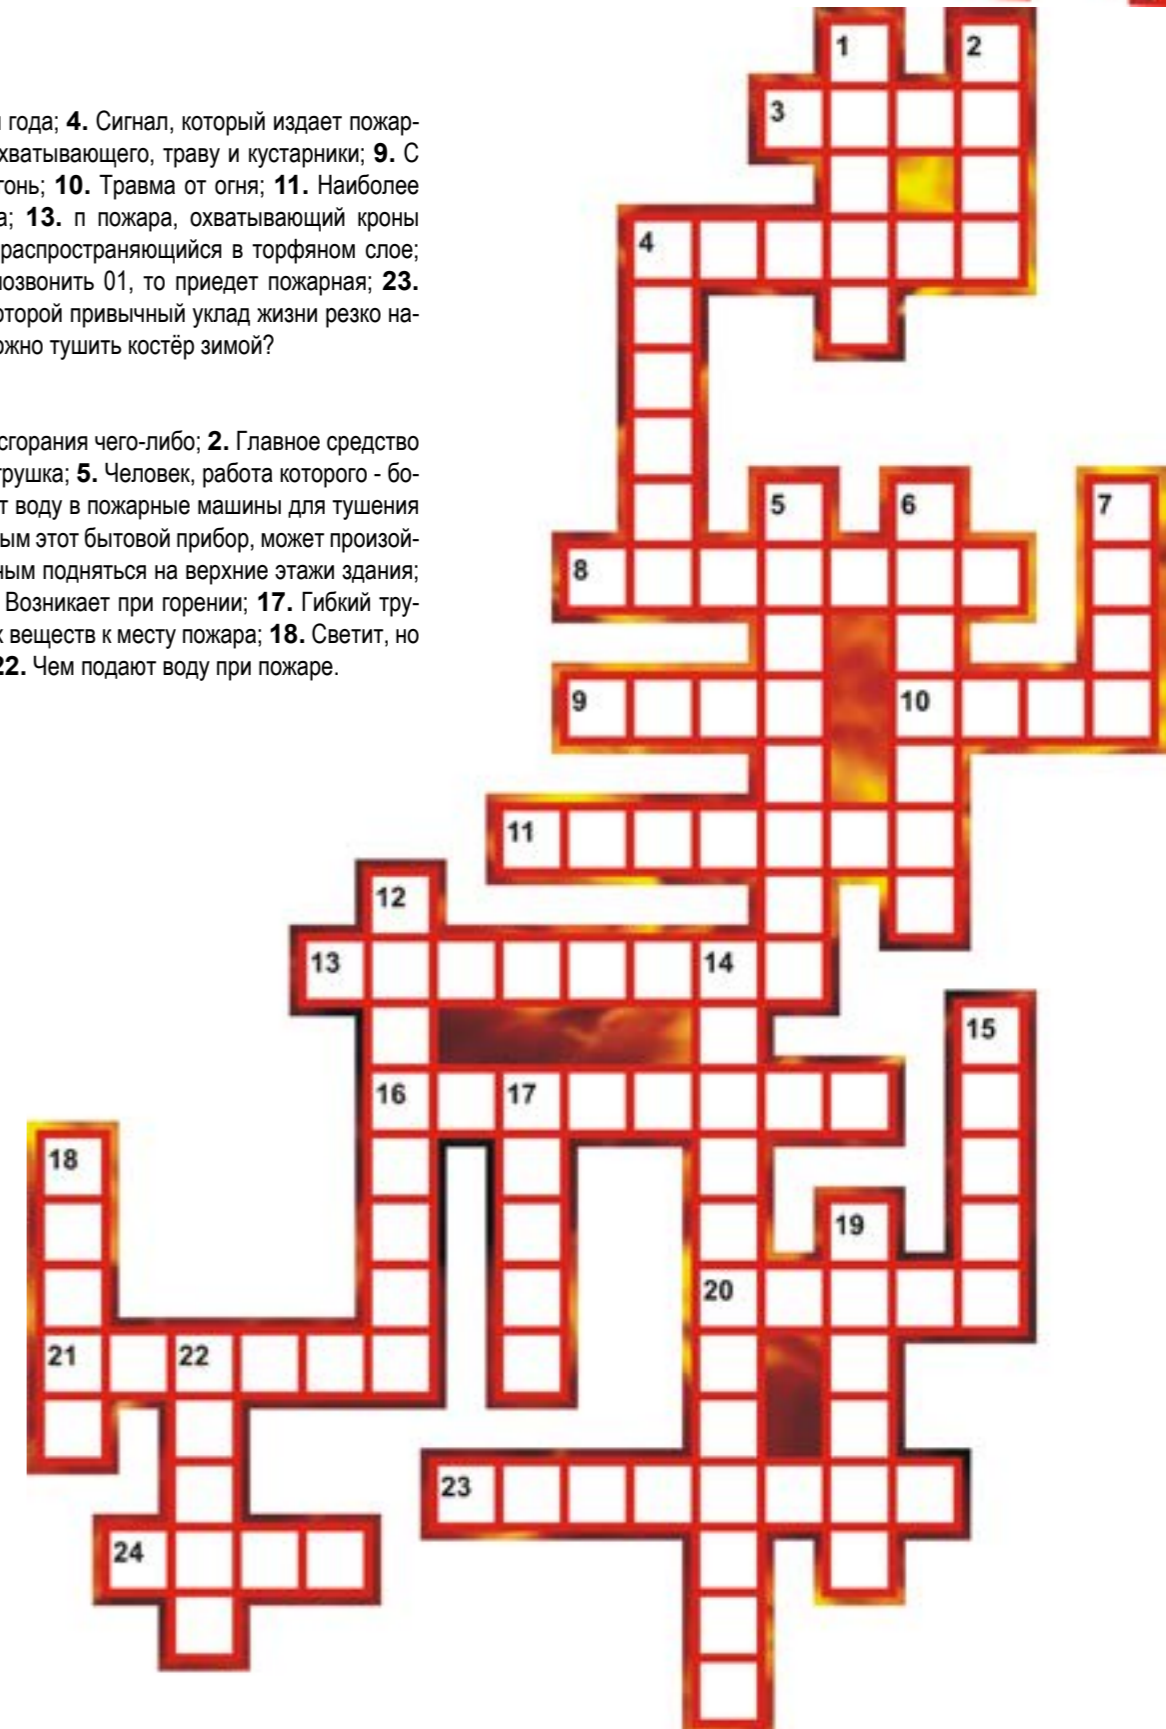 и года; 4. Сигнал, который издает пожар-
хватывающего, траву и кустарники; 9. С
гонь; 10. Травма от огня; 11. Наиболее
а; 13. п пожара, охватывающий кроны
распространяющийся в торфяном слое;
позвонить 01, то приедет пожарная; 23.
оторой привычный уклад жизни резко на-
ожно тушить костёр зимой?
сгорания чего-либо; 2. Главное средство
грушка; 5. Человек, работа которого - бо-
т воду в пожарные машины для тушения
ым этот бытовой прибор, может произой-
ным подняться на верхние этажи здания;
Возникает при горении; 17. Гибкий тру-
х веществ к месту пожара; 18. Светит, но
22. Чем подают воду при пожаре.
1 2
3
4
5 6 7
8
9 10
11
12
13 14
15
16 17
18
19
20
21 22
23
24